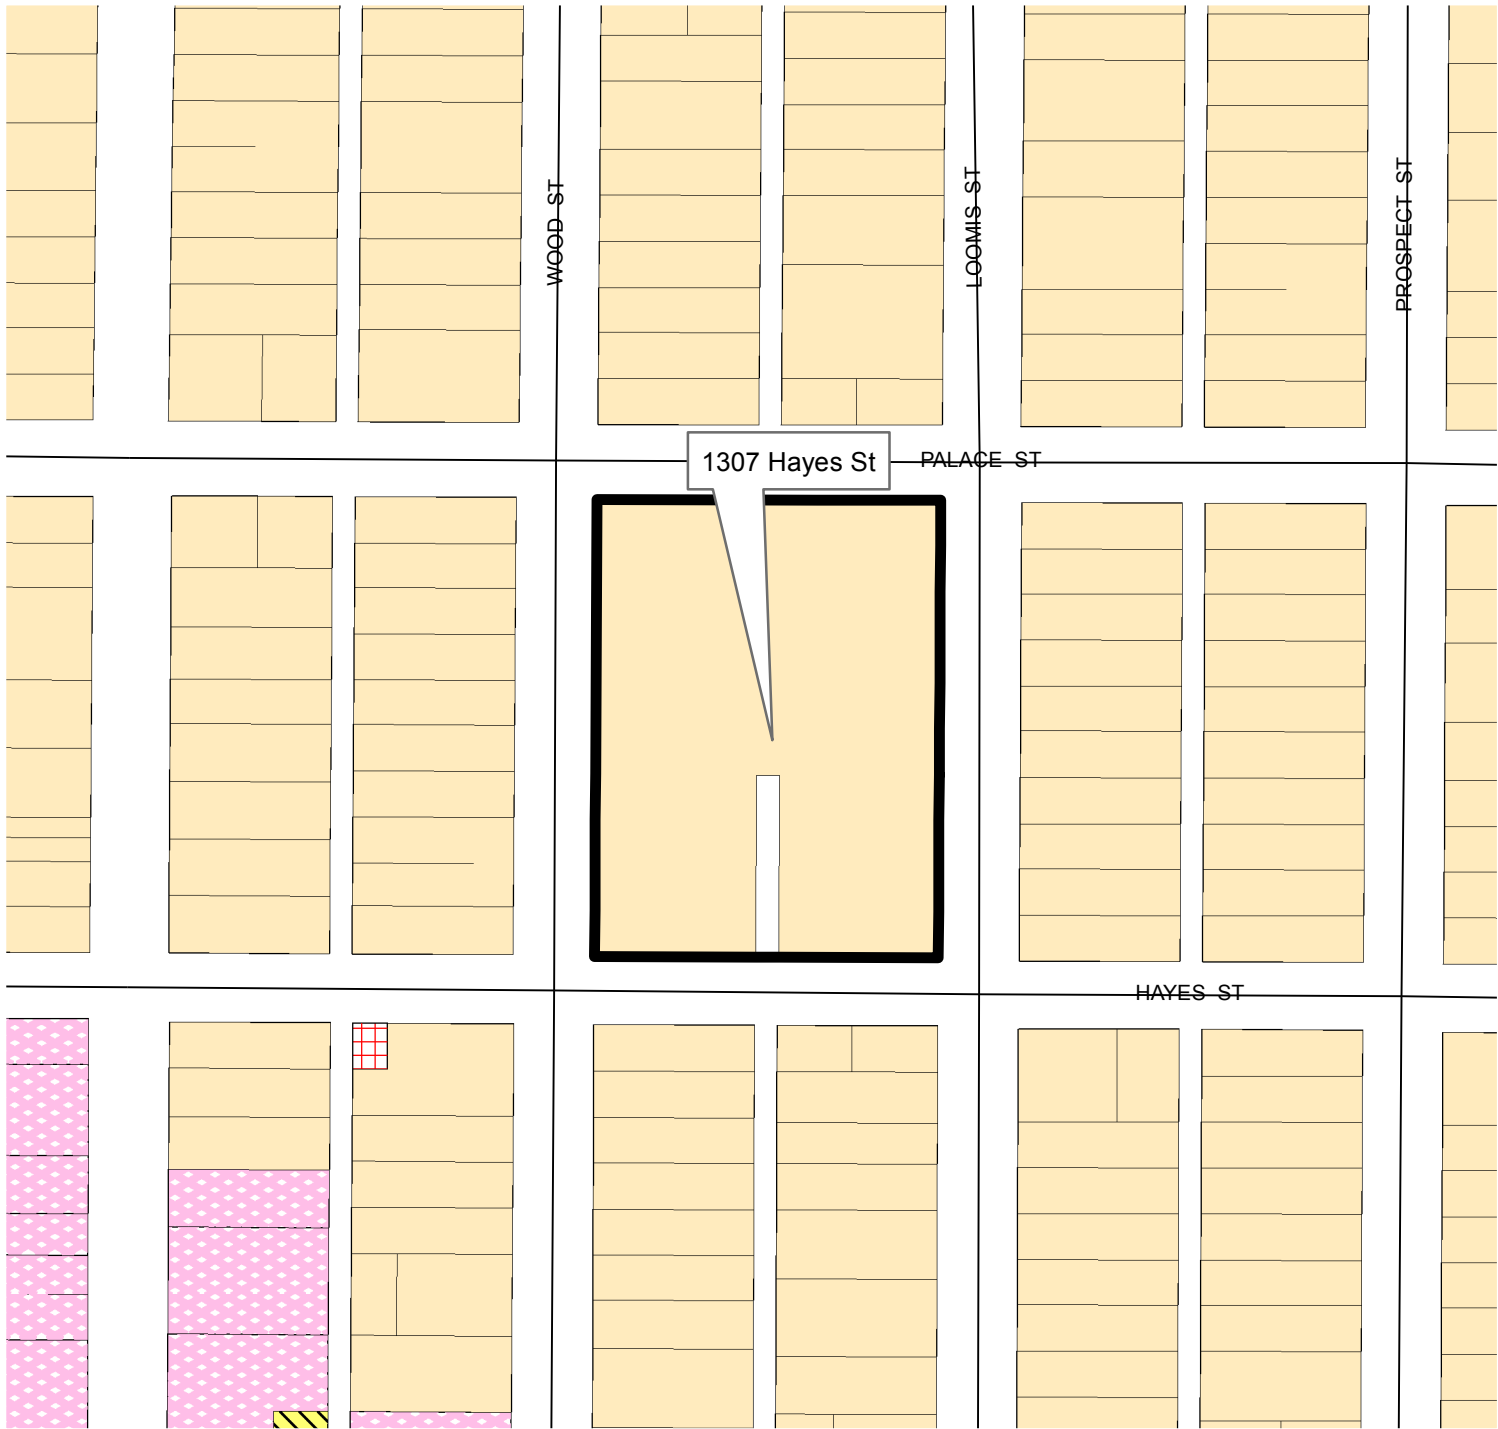 WOOD ST
LOOMIS ST
PROSPECT ST
1307 Hayes St
PALACE ST
HAYES ST